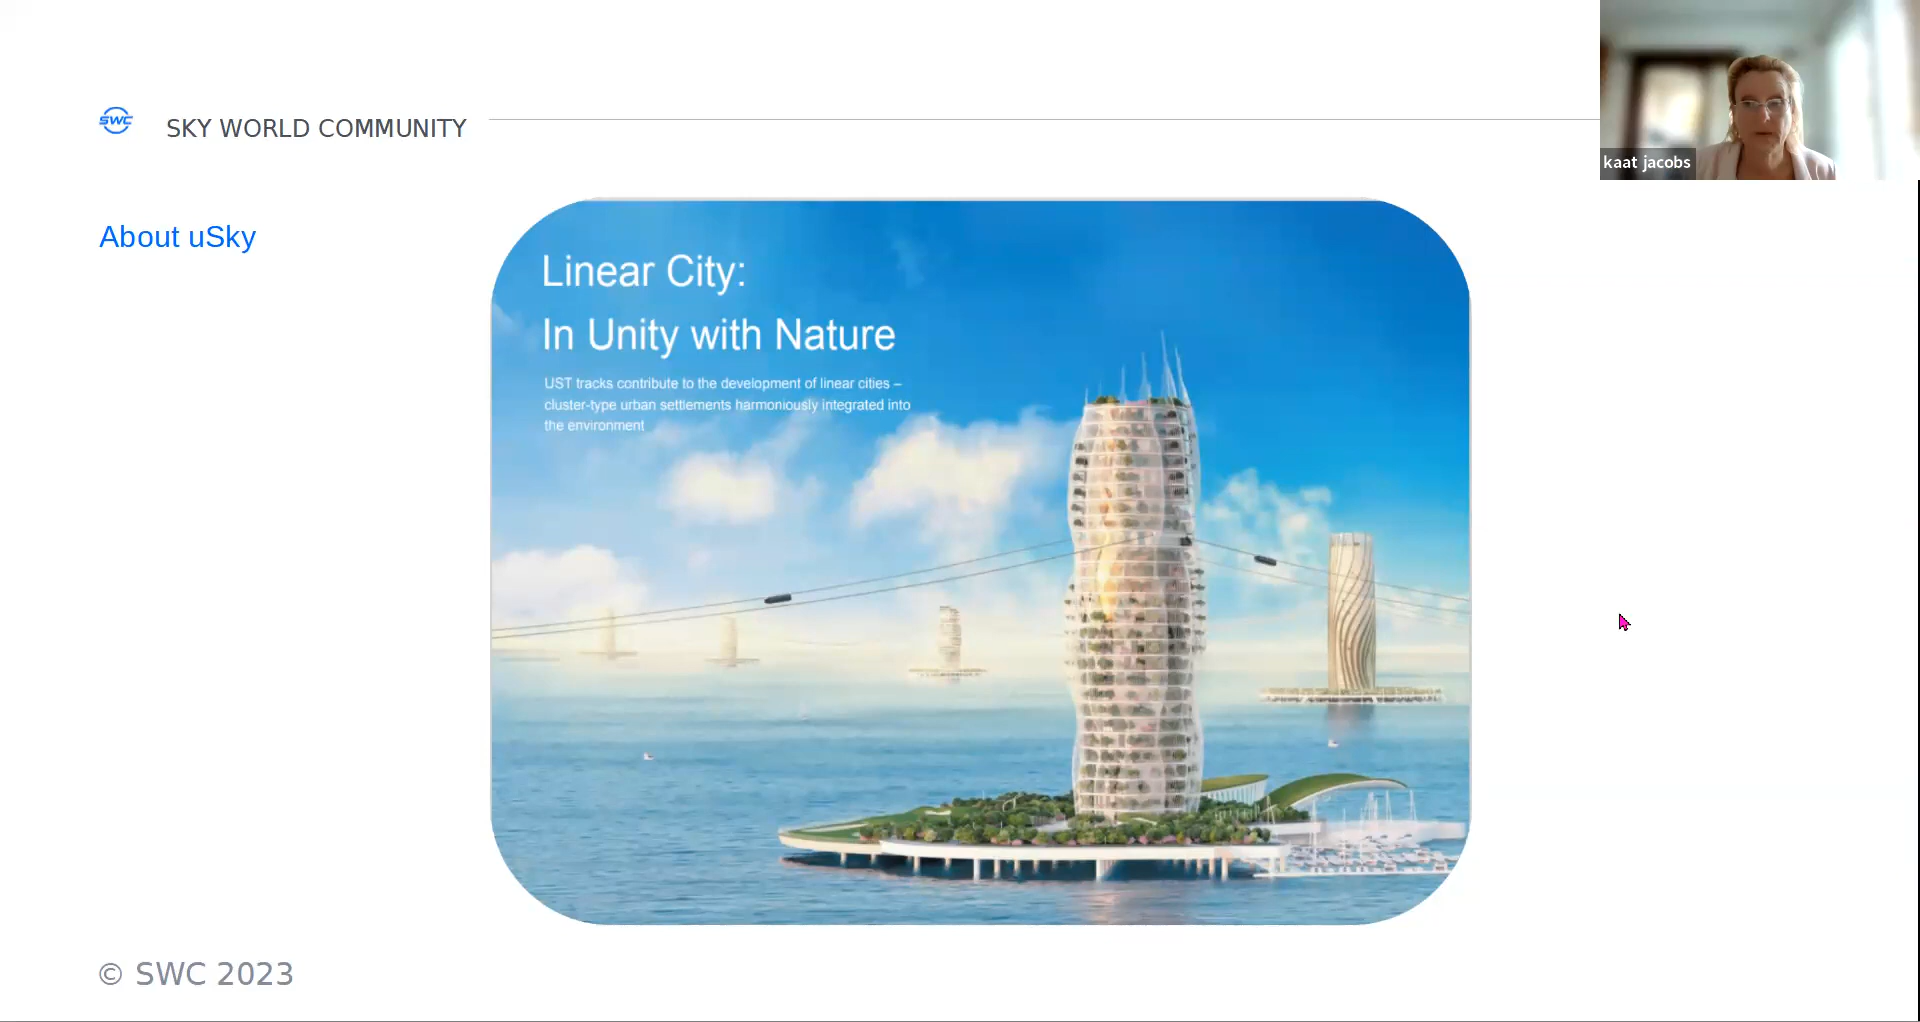 SWC
SKY WORLD COMMUNITY
kaat jacobs
About uSky
Linear City:
In Unity with Nature
UST tracks contribute to the development of linear cities –
cluster-type urban settlements harmoniously integrated into
the environment
© SWC 2023